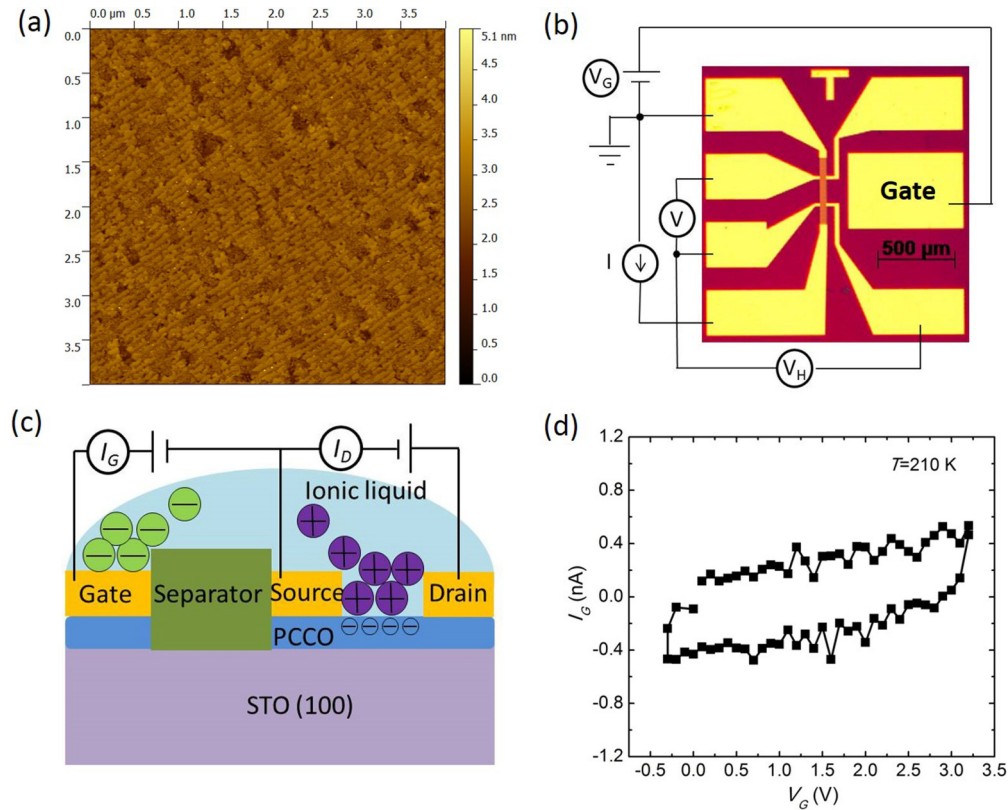 (a)
0.0 μm 0.5 1.0 1.5 2.0 2.5 3.0 3.5
0.0
0.5
1.0
1.5
2.0
2.5
3.0
3.5
5.1 nm
4.5
4.0
3.5
3.0
2.5
2.0
1.5
1.0
0.0
(b)
V_G
V
I
V_H
Gate
500 μm
(c)
I_G
I_D
Ionic liquid
Gate
Separator
Source
Drain
PCCO
STO (100)
(d)
T=210 K
I_G (nA)
1.2
0.8
0.4
0.0
-0.4
-0.8
-1.2
-0.5 0.0 0.5 1.0 1.5 2.0 2.5 3.0 3.5
V_G (V)